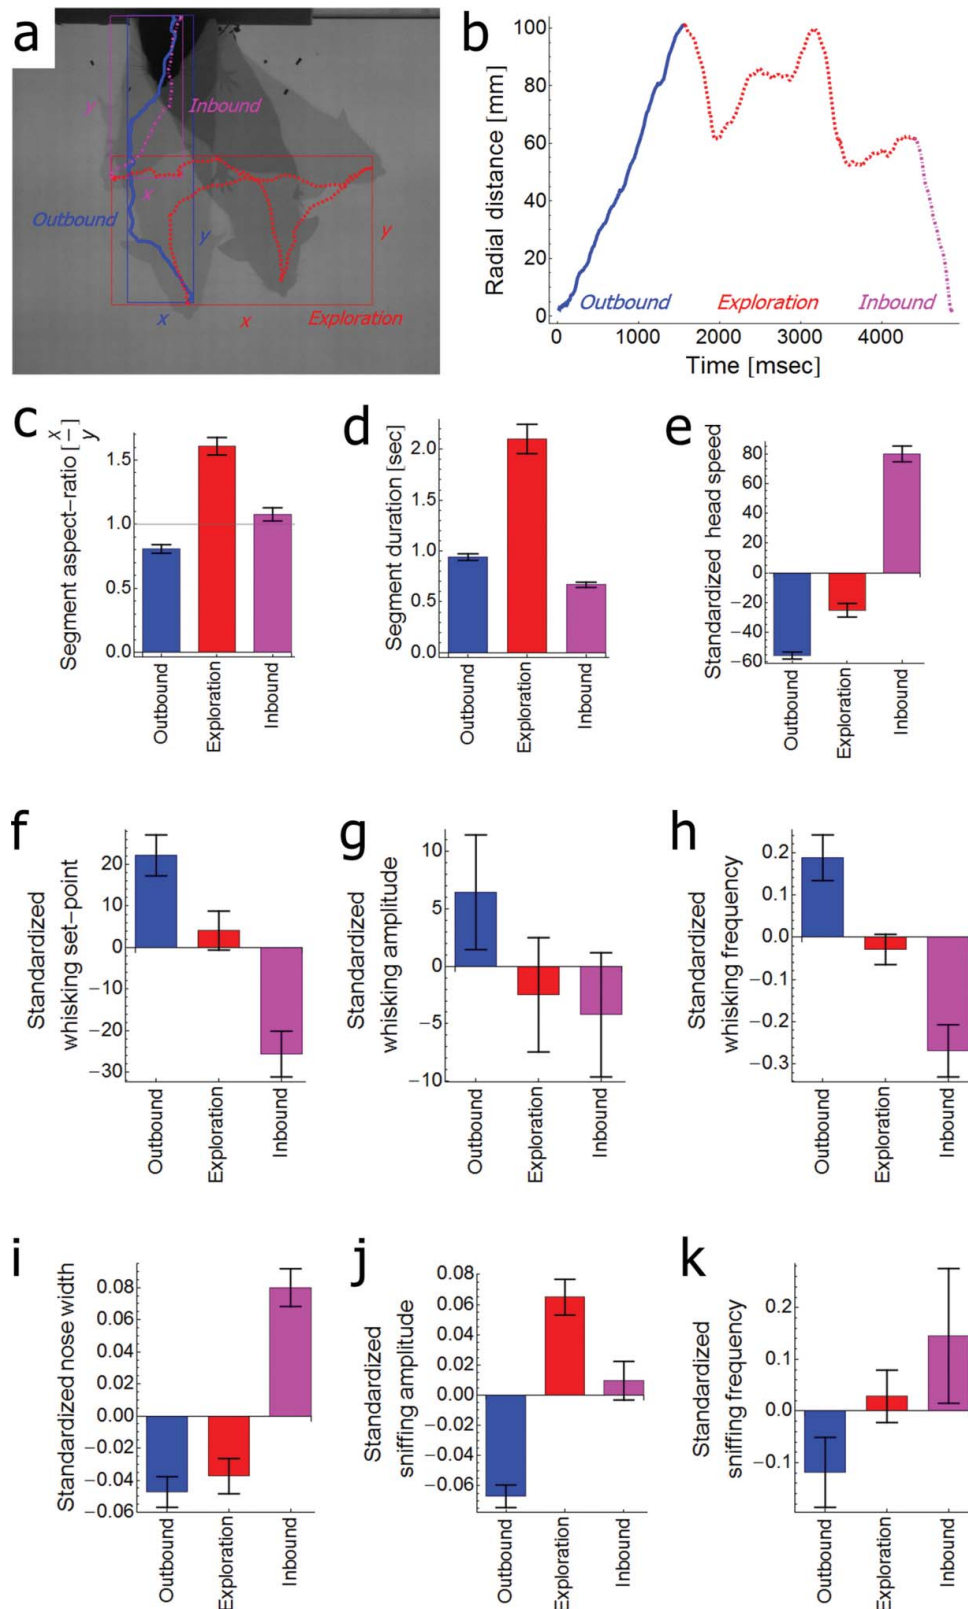 a
Inbound
y
x
Outbound
y
y
x
x
Exploration
b
Radial distance [mm]
100
80
60
40
20
0
Outbound
Exploration
Inbound
0
1000
2000
3000
4000
Time [msec]
c
Segment aspect-ratio [x/y]
1.5
1.0
0.5
0.0
Outbound
Exploration
Inbound
d
Segment duration [sec]
2.0
1.5
1.0
0.5
0.0
Outbound
Exploration
Inbound
e
Standardized head speed
80
60
40
20
0
−20
−40
−60
Outbound
Exploration
Inbound
f
Standardized
whisking set-point
20
10
0
−10
−20
−30
Outbound
Exploration
Inbound
g
Standardized
whisking amplitude
10
5
0
−5
−10
Outbound
Exploration
Inbound
h
Standardized
whisking frequency
0.2
0.1
0.0
−0.1
−0.2
−0.3
Outbound
Exploration
Inbound
i
Standardized nose width
0.08
0.06
0.04
0.02
0.00
−0.02
−0.04
−0.06
Outbound
Exploration
Inbound
j
Standardized
sniffing amplitude
0.06
0.04
0.02
0.00
−0.02
−0.04
−0.06
Outbound
Exploration
Inbound
k
Standardized
sniffing frequency
0.2
0.1
0.0
−0.1
Outbound
Exploration
Inbound